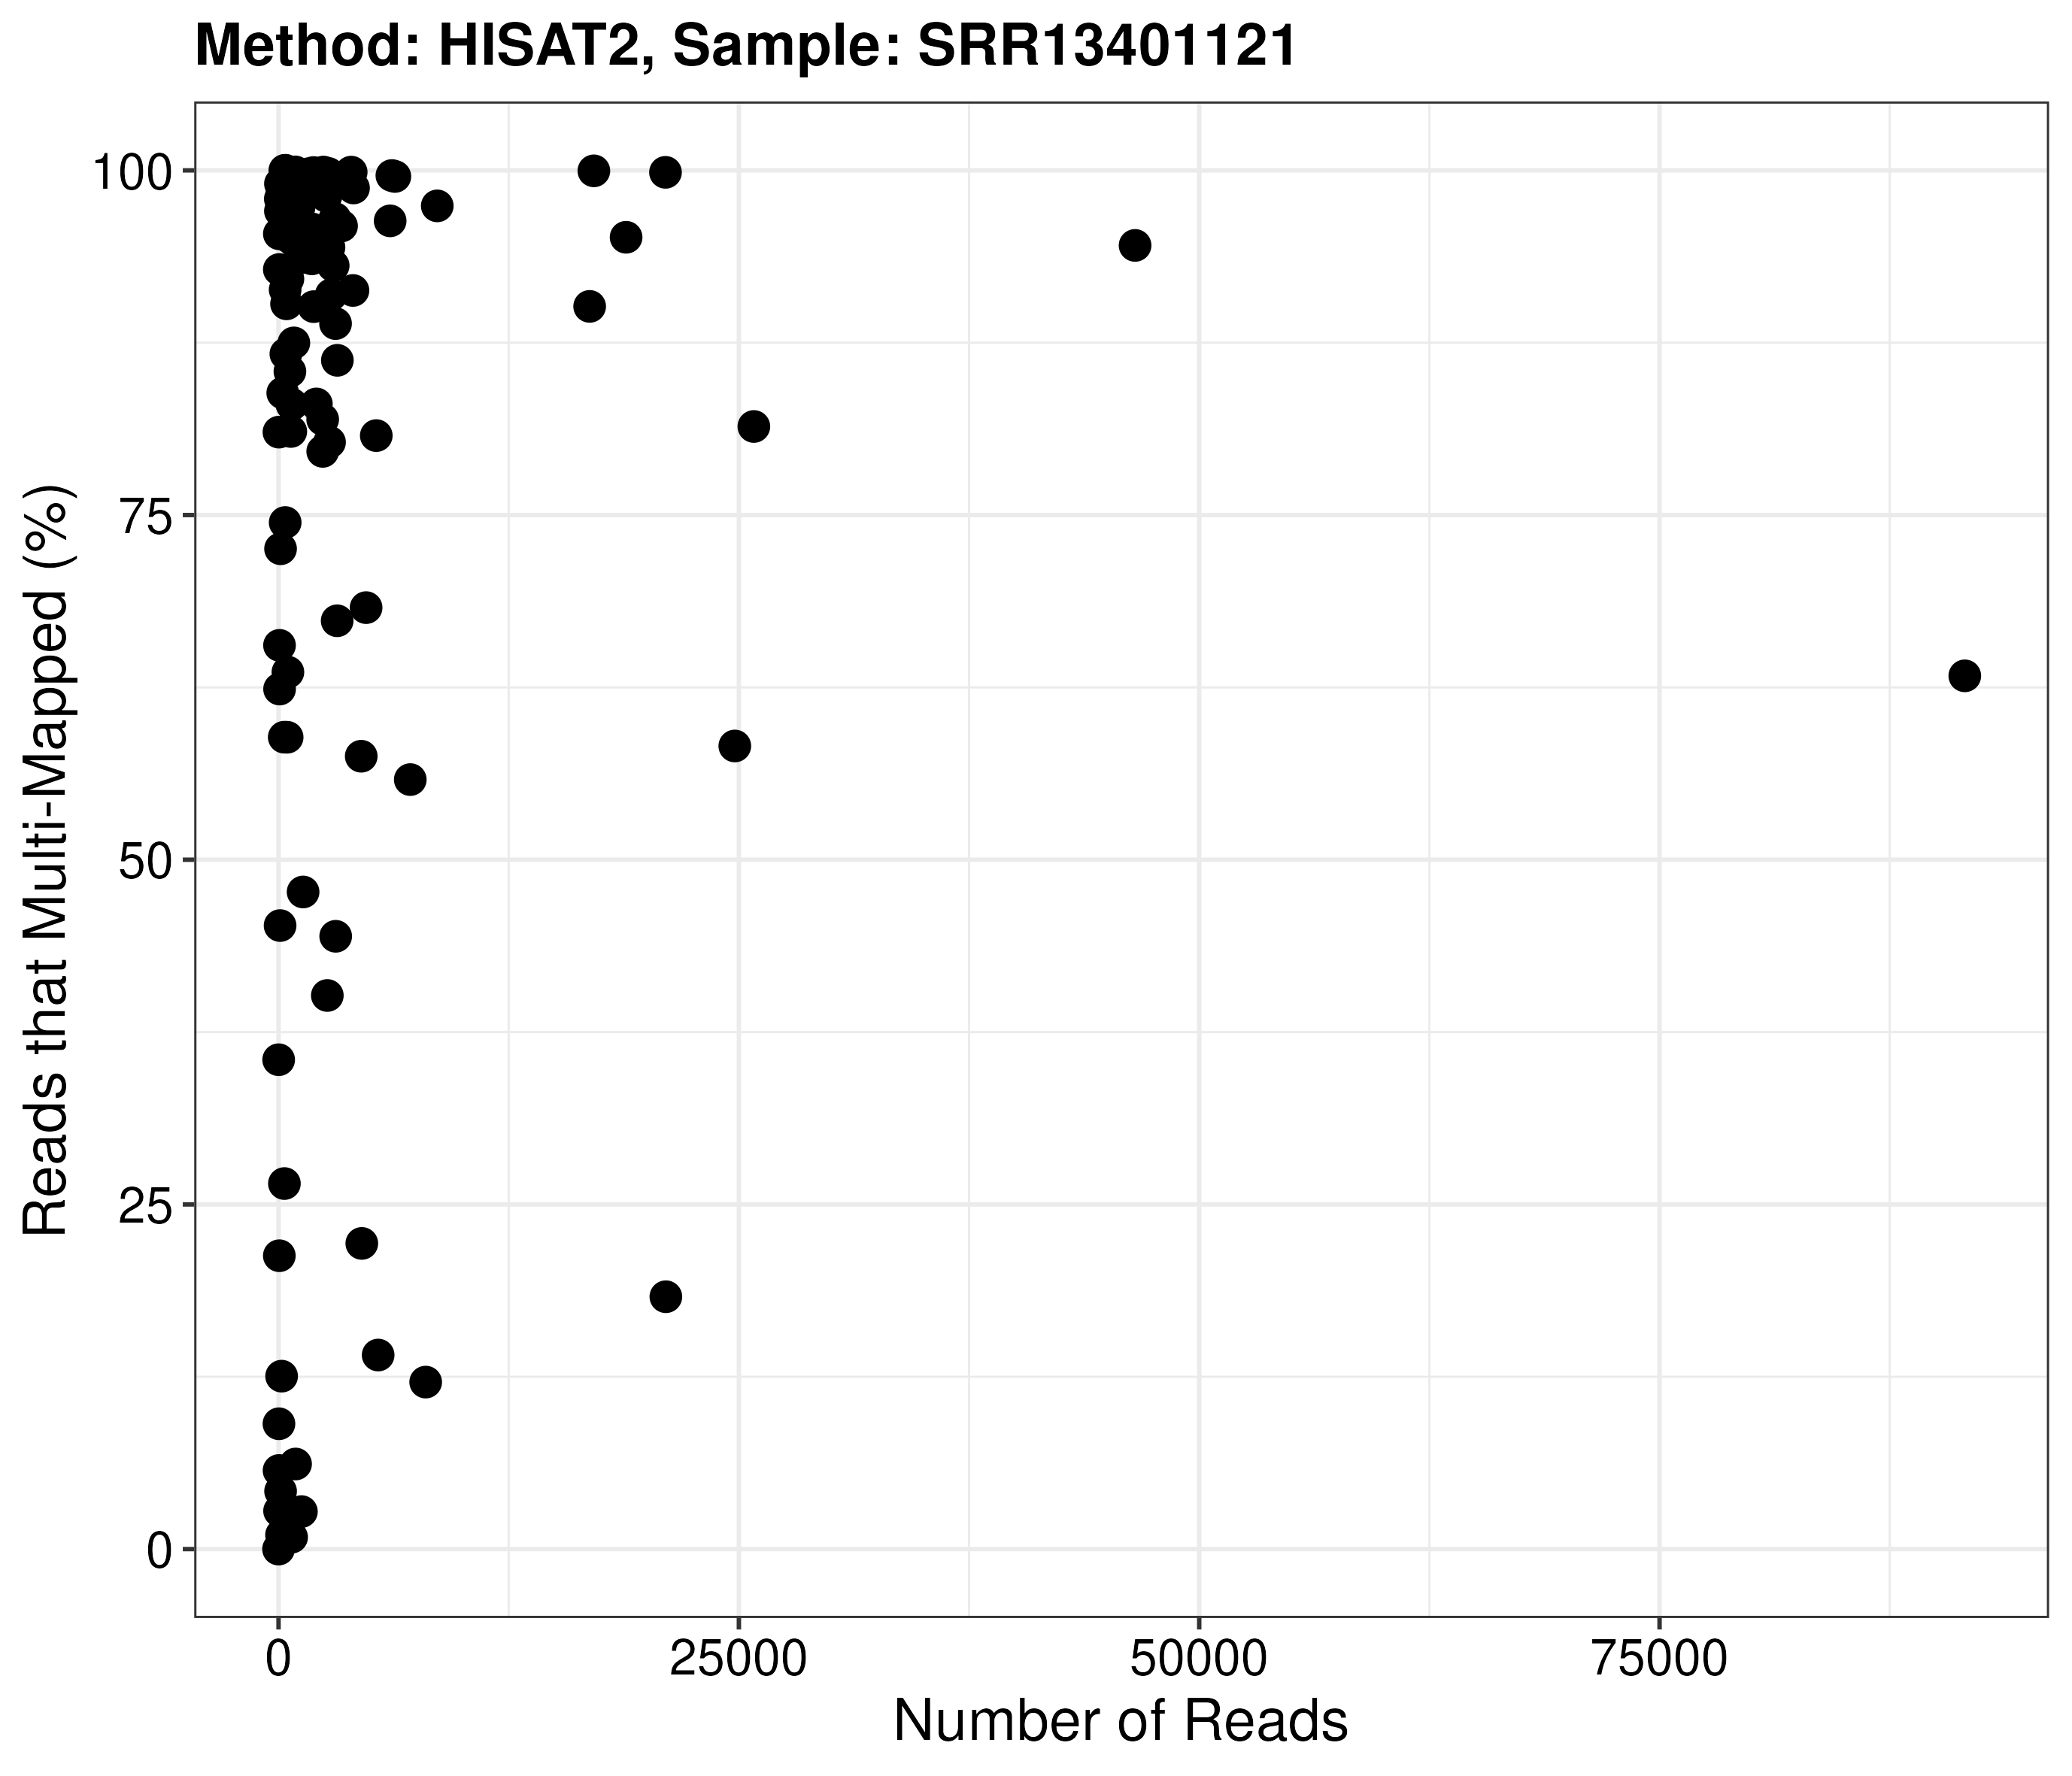 Method: HISAT2, Sample: SRR13401121
Reads that Multi-Mapped (%)
100
75
50
25
0
0 25000 50000 75000
Number of Reads